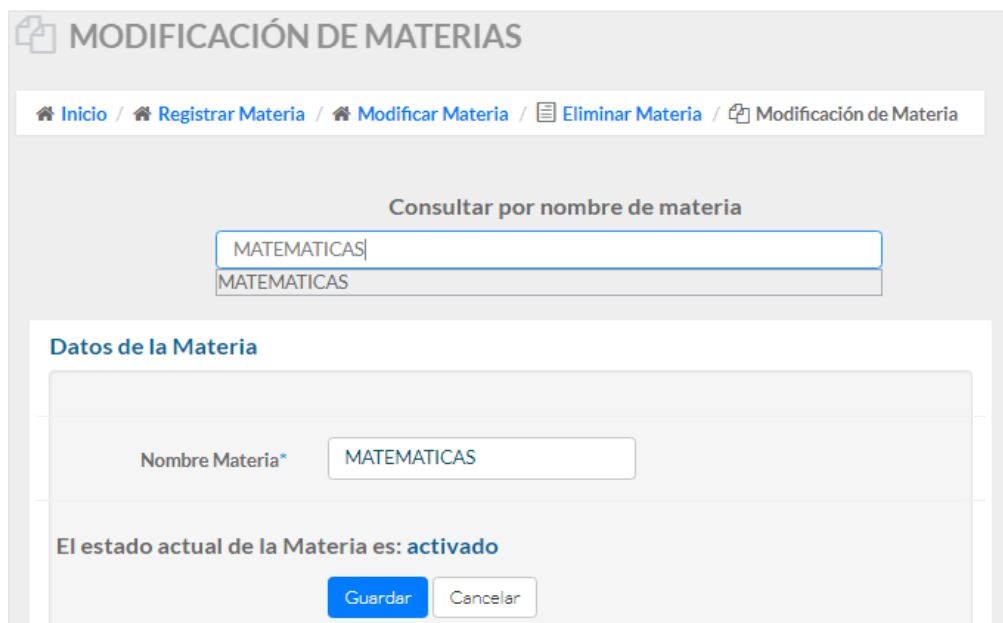 MODIFICACIÓN DE MATERIAS
Inicio / Registrar Materia / Modificar Materia / Eliminar Materia / Modificación de Materia
Consultar por nombre de materia
MATEMATICAS
MATEMATICAS
Datos de la Materia
Nombre Materia* MATEMATICAS
El estado actual de la Materia es: activado
Guardar Cancelar